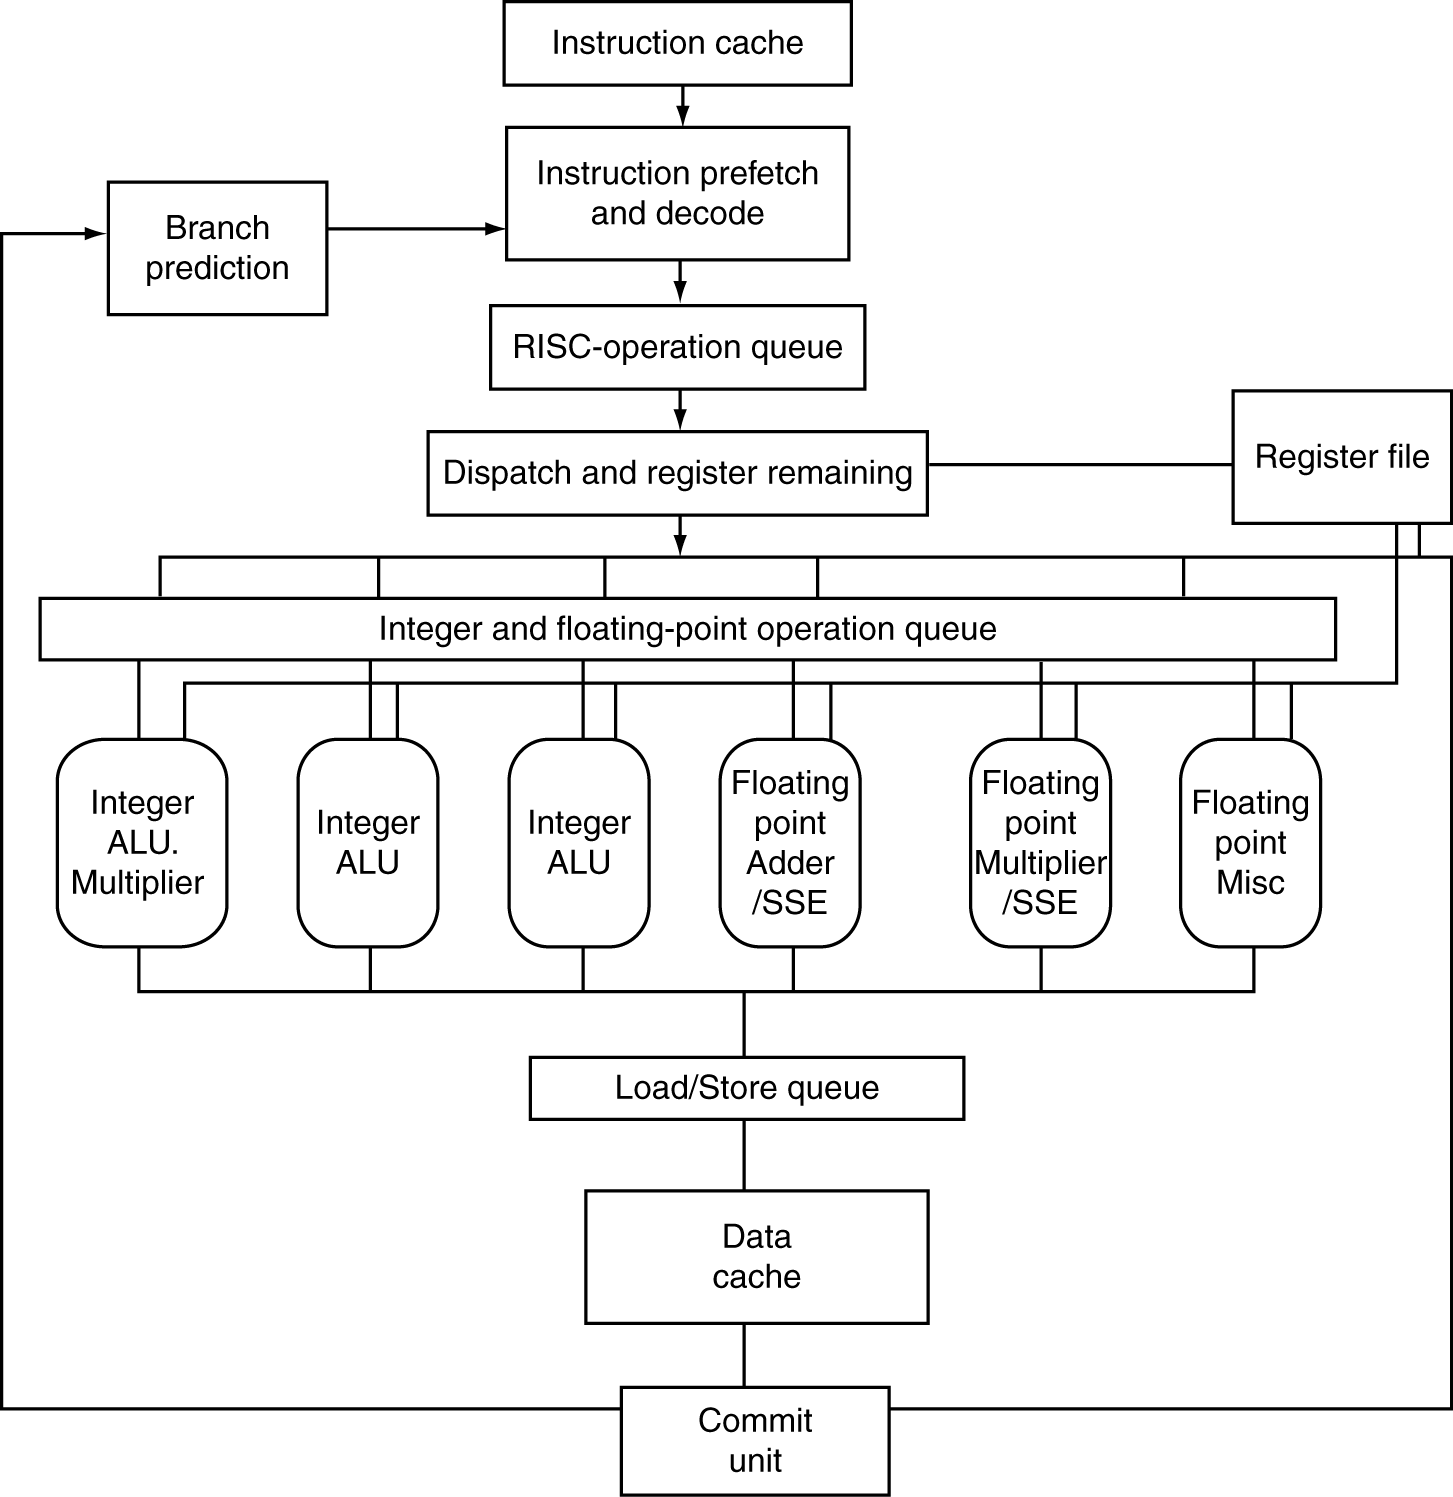 Instruction cache
Instruction prefetch
and decode
Branch
prediction
RISC-operation queue
Register file
Dispatch and register remaining
Integer and floating-point operation queue
Integer
ALU.
Multiplier
Integer
ALU
Integer
ALU
Floating
point
Adder
/SSE
Floating
point
Multiplier
/SSE
Floating
point
Misc
Load/Store queue
Data
cache
Commit
unit